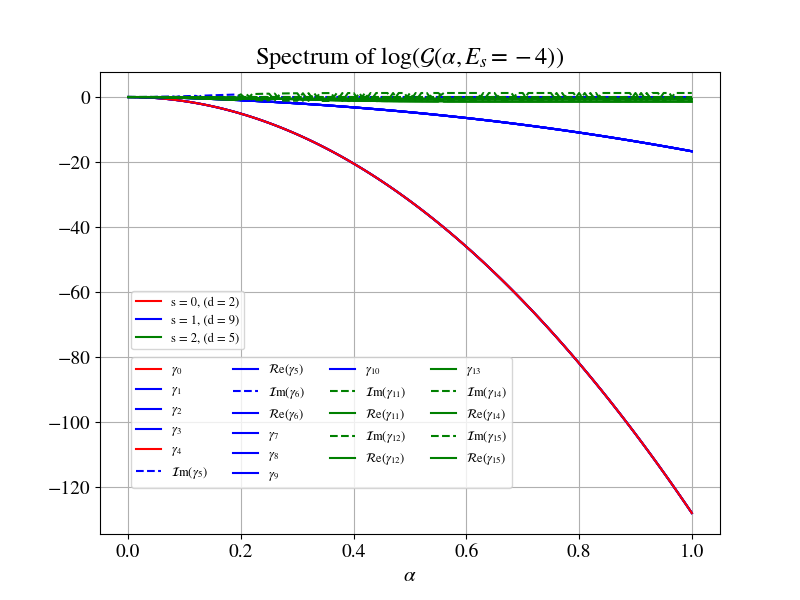 Spectrum of log(𝒢(α, E_s = −4))
0
−20
−40
−60
−80
−100
−120
s = 0, (d = 2)
s = 1, (d = 9)
s = 2, (d = 5)
γ₀
γ₁
γ₂
γ₃
γ₄
ℐm(γ₅)
ℛe(γ₅)
ℐm(γ₆)
ℛe(γ₆)
γ₇
γ₈
γ₉
γ₁₀
ℐm(γ₁₁)
ℛe(γ₁₁)
ℐm(γ₁₂)
ℛe(γ₁₂)
γ₁₃
ℐm(γ₁₄)
ℛe(γ₁₄)
ℐm(γ₁₅)
ℛe(γ₁₅)
0.0 0.2 0.4 0.6 0.8 1.0
α